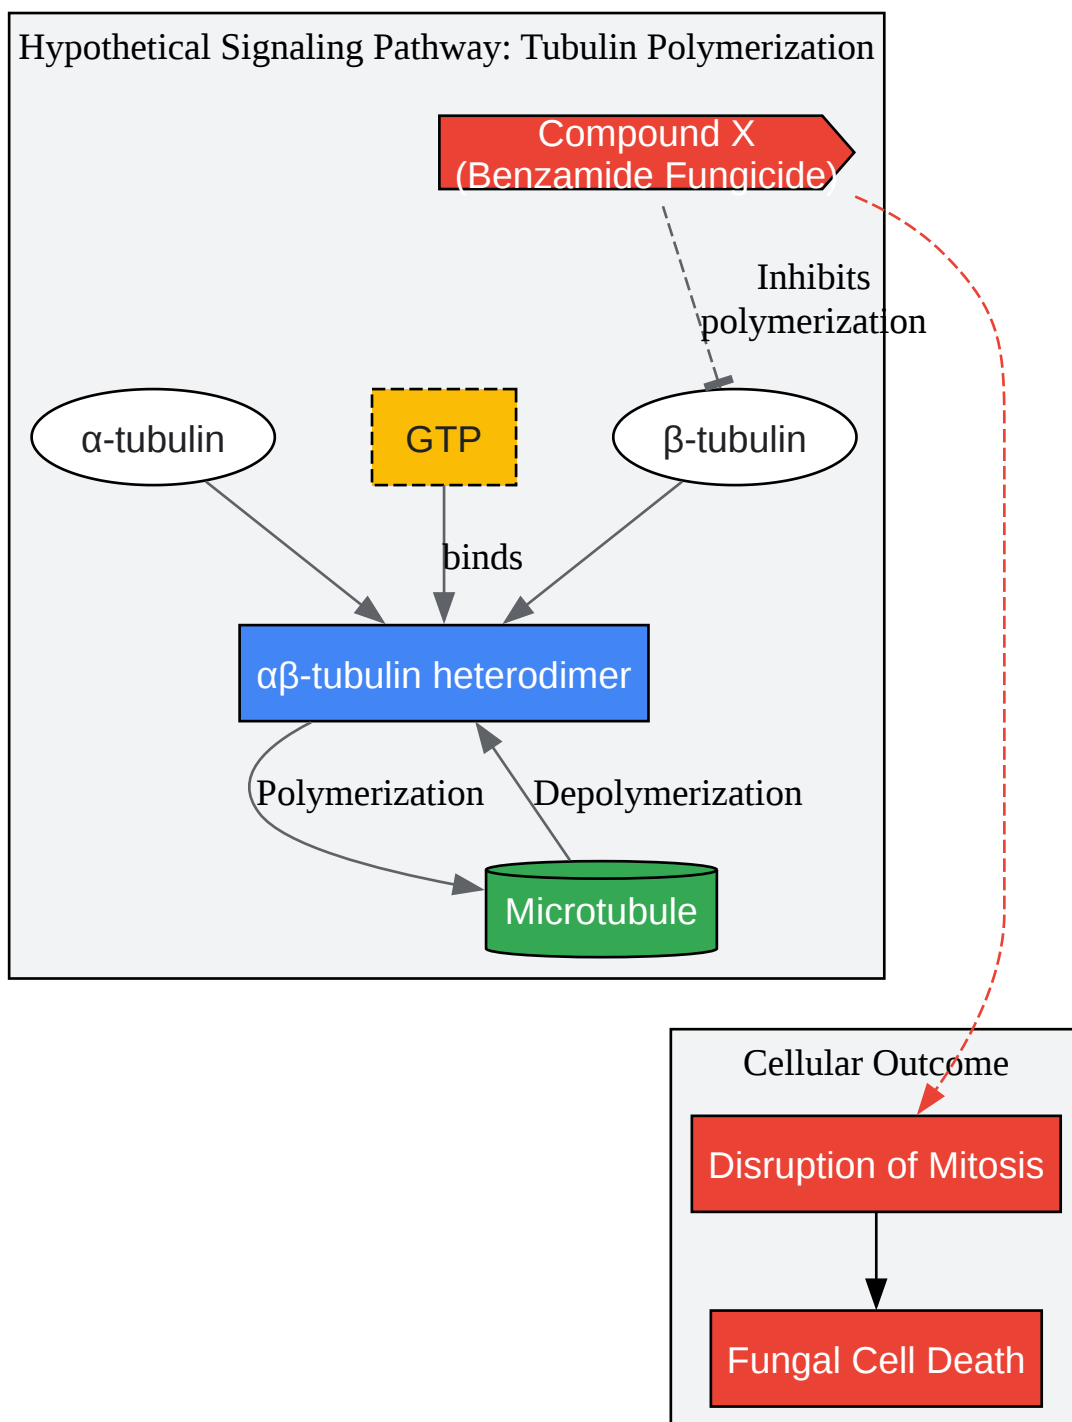 Hypothetical Signaling Pathway: Tubulin Polymerization
Compound X
(Benzamide Fungicide)
Inhibits
polymerization
α-tubulin
GTP
β-tubulin
binds
αβ-tubulin heterodimer
Polymerization
Depolymerization
Microtubule
Cellular Outcome
Disruption of Mitosis
Fungal Cell Death